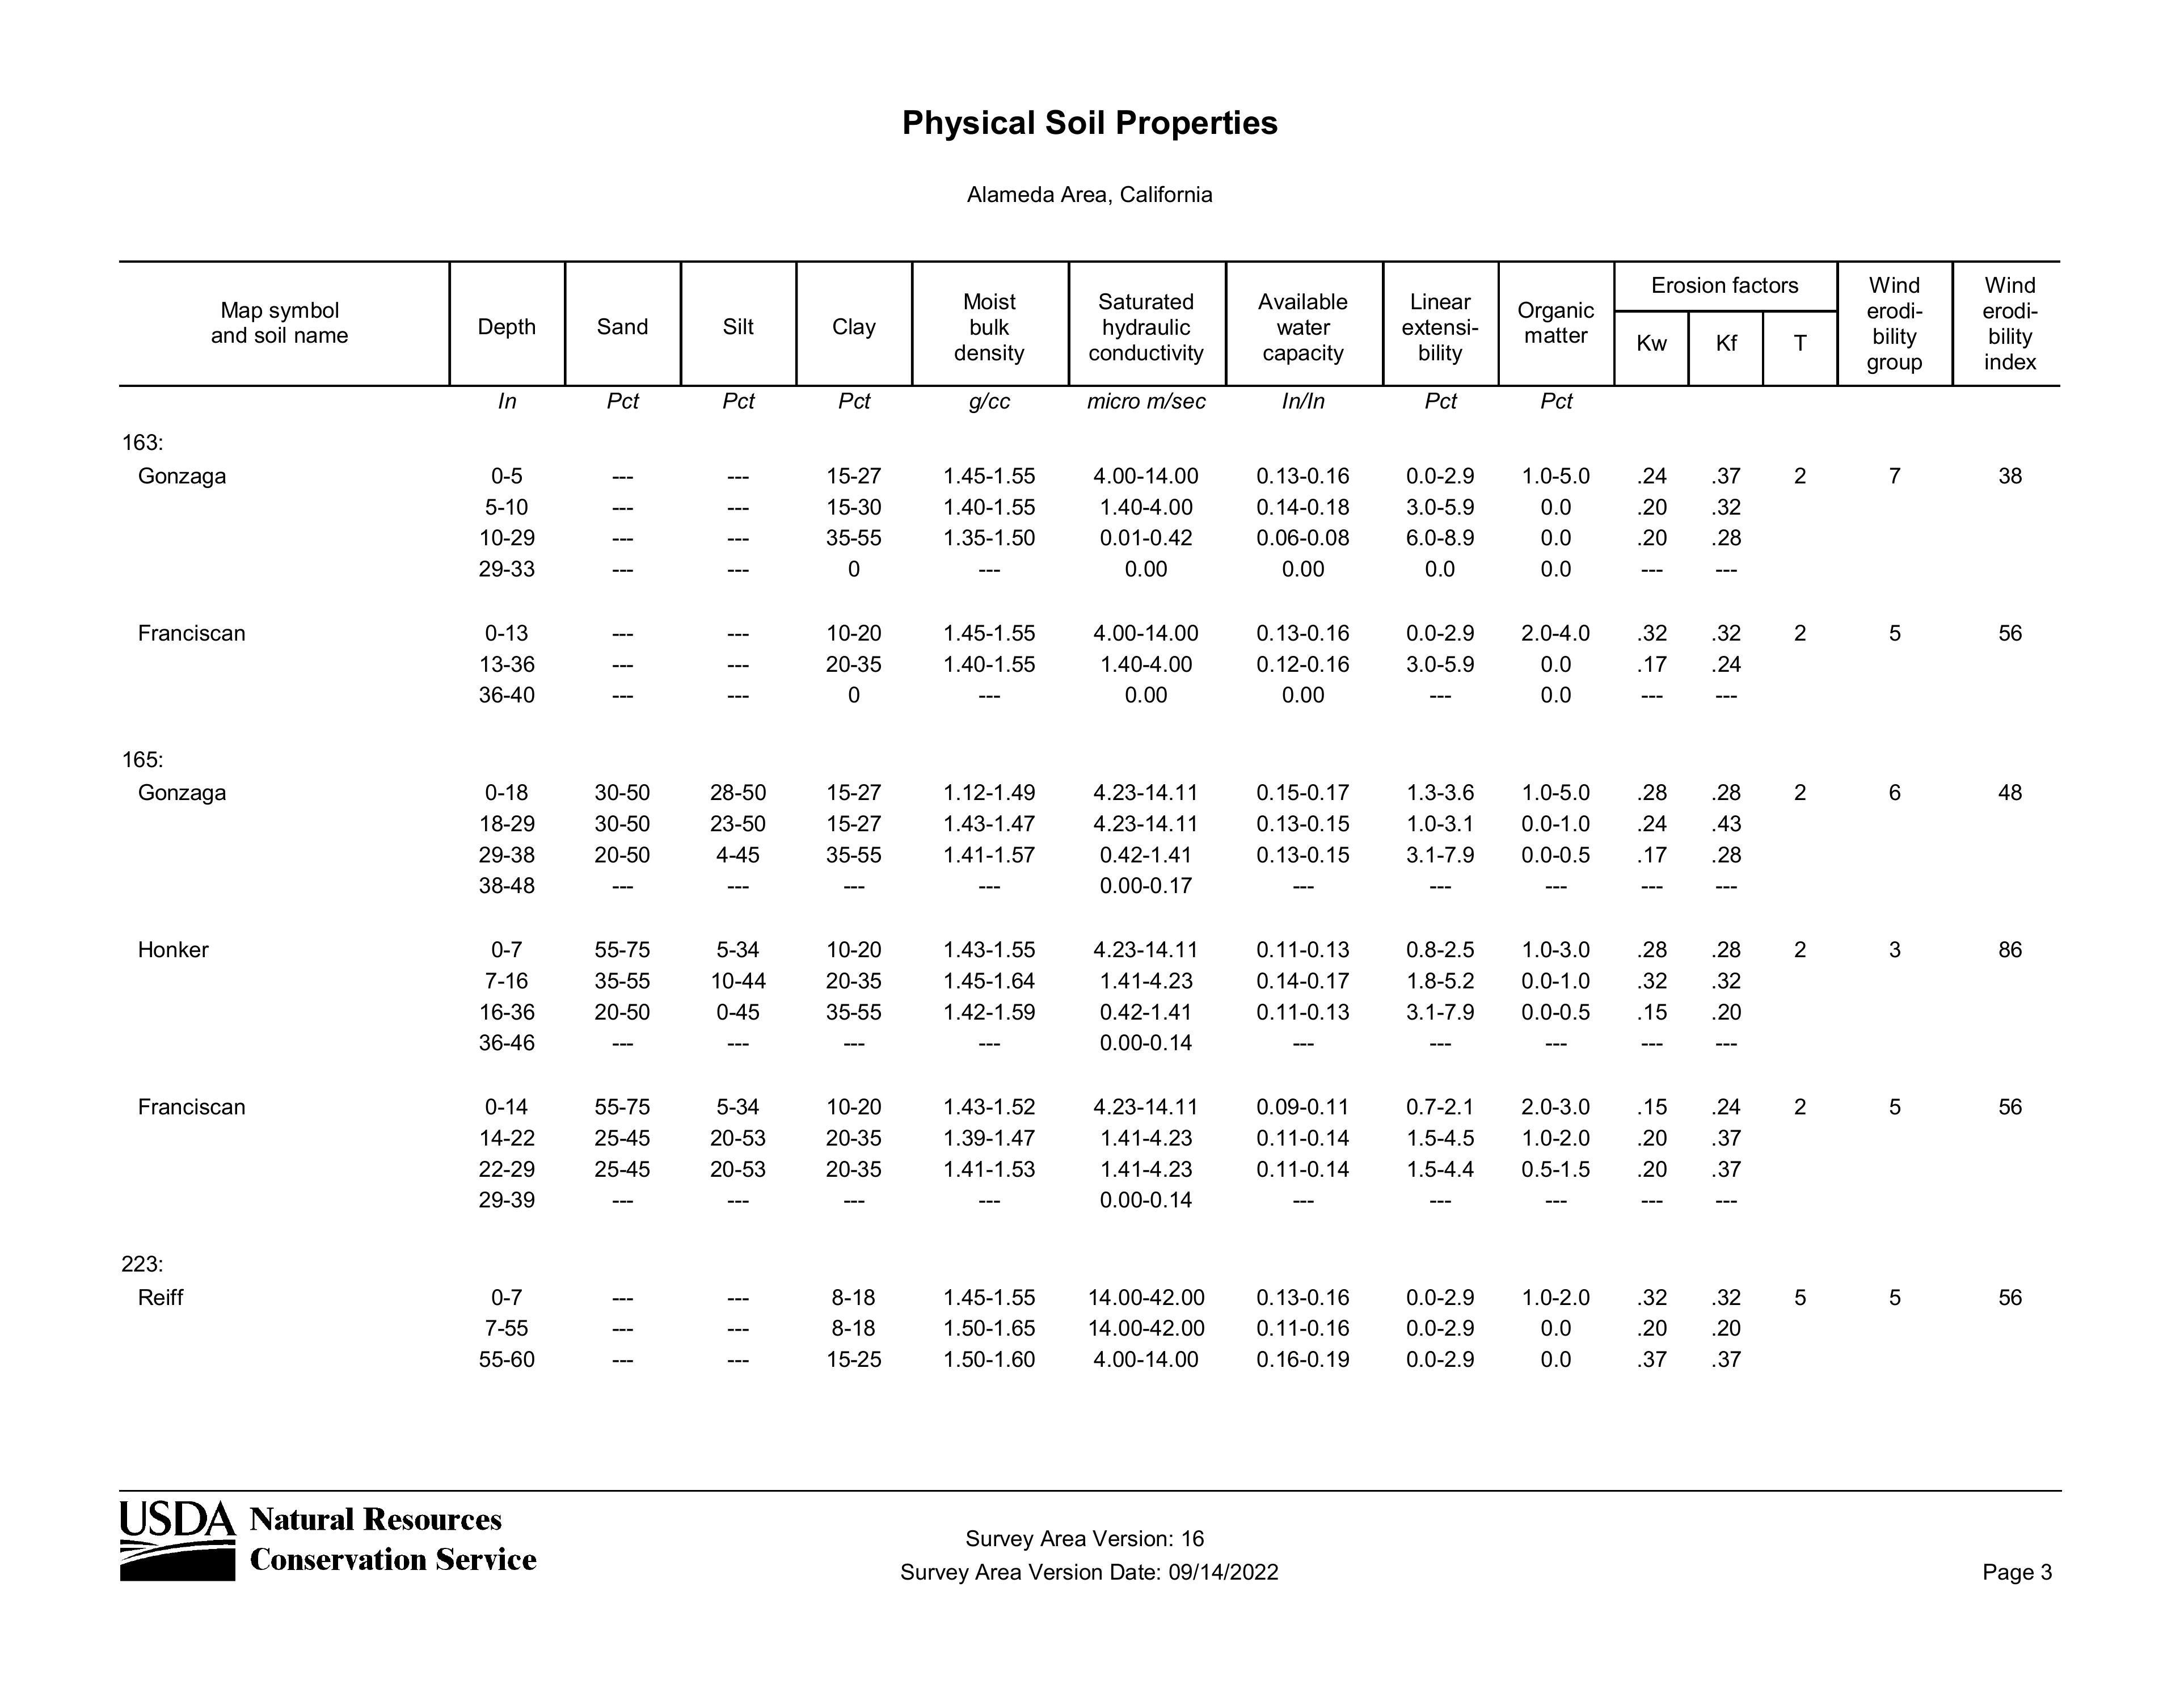 Physical Soil Properties
Alameda Area, California
Map symbol and soil name Depth Sand Silt Clay Moist bulk density Saturated hydraulic conductivity Available water capacity Linear extensi-bility Organic matter Erosion factors Kw Kf T Wind erodi-bility group Wind erodi-bility index
In Pct Pct Pct g/cc micro m/sec In/In Pct Pct
163:
Gonzaga 0-5 --- --- 15-27 1.45-1.55 4.00-14.00 0.13-0.16 0.0-2.9 1.0-5.0 .24 .37 2 7 38
5-10 --- --- 15-30 1.40-1.55 1.40-4.00 0.14-0.18 3.0-5.9 0.0 .20 .32
10-29 --- --- 35-55 1.35-1.50 0.01-0.42 0.06-0.08 6.0-8.9 0.0 .20 .28
29-33 --- --- 0 --- 0.00 0.00 0.0 0.0 --- ---
Franciscan 0-13 --- --- 10-20 1.45-1.55 4.00-14.00 0.13-0.16 0.0-2.9 2.0-4.0 .32 .32 2 5 56
13-36 --- --- 20-35 1.40-1.55 1.40-4.00 0.12-0.16 3.0-5.9 0.0 .17 .24
36-40 --- --- 0 --- 0.00 0.00 --- 0.0 --- ---
165:
Gonzaga 0-18 30-50 28-50 15-27 1.12-1.49 4.23-14.11 0.15-0.17 1.3-3.6 1.0-5.0 .28 .28 2 6 48
18-29 30-50 23-50 15-27 1.43-1.47 4.23-14.11 0.13-0.15 1.0-3.1 0.0-1.0 .24 .43
29-38 20-50 4-45 35-55 1.41-1.57 0.42-1.41 0.13-0.15 3.1-7.9 0.0-0.5 .17 .28
38-48 --- --- --- --- 0.00-0.17 --- --- --- --- ---
Honker 0-7 55-75 5-34 10-20 1.43-1.55 4.23-14.11 0.11-0.13 0.8-2.5 1.0-3.0 .28 .28 2 3 86
7-16 35-55 10-44 20-35 1.45-1.64 1.41-4.23 0.14-0.17 1.8-5.2 0.0-1.0 .32 .32
16-36 20-50 0-45 35-55 1.42-1.59 0.42-1.41 0.11-0.13 3.1-7.9 0.0-0.5 .15 .20
36-46 --- --- --- --- 0.00-0.14 --- --- --- --- ---
Franciscan 0-14 55-75 5-34 10-20 1.43-1.52 4.23-14.11 0.09-0.11 0.7-2.1 2.0-3.0 .15 .24 2 5 56
14-22 25-45 20-53 20-35 1.39-1.47 1.41-4.23 0.11-0.14 1.5-4.5 1.0-2.0 .20 .37
22-29 25-45 20-53 20-35 1.41-1.53 1.41-4.23 0.11-0.14 1.5-4.4 0.5-1.5 .20 .37
29-39 --- --- --- --- 0.00-0.14 --- --- --- --- ---
223:
Reiff 0-7 --- --- 8-18 1.45-1.55 14.00-42.00 0.13-0.16 0.0-2.9 1.0-2.0 .32 .32 5 5 56
7-55 --- --- 8-18 1.50-1.65 14.00-42.00 0.11-0.16 0.0-2.9 0.0 .20 .20
55-60 --- --- 15-25 1.50-1.60 4.00-14.00 0.16-0.19 0.0-2.9 0.0 .37 .37
USDA Natural Resources
Conservation Service
Survey Area Version: 16
Survey Area Version Date: 09/14/2022
Page 3